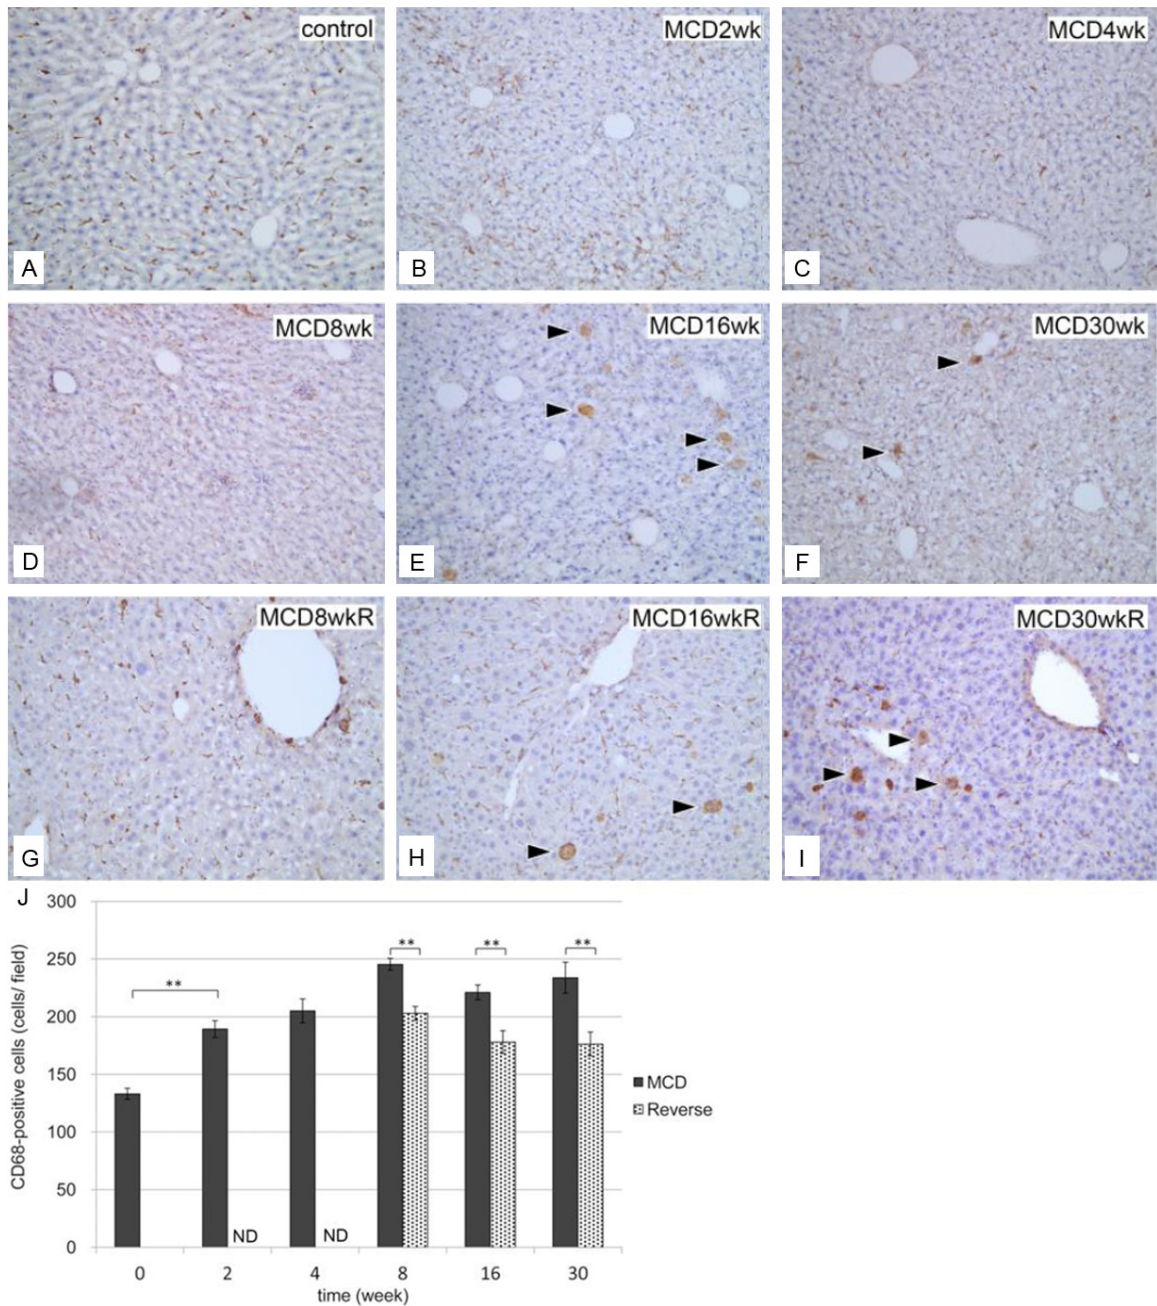 control
MCD2wk
MCD4wk
A
B
C
MCD8wk
MCD16wk
MCD30wk
D
E
F
MCD8wkR
MCD16wkR
MCD30wkR
G
H
I
J
300
250
200
150
100
50
0
CD68-positive cells (cells/ field)
**
**
**
**
ND
ND
MCD
Reverse
0 2 4 8 16 30
time (week)